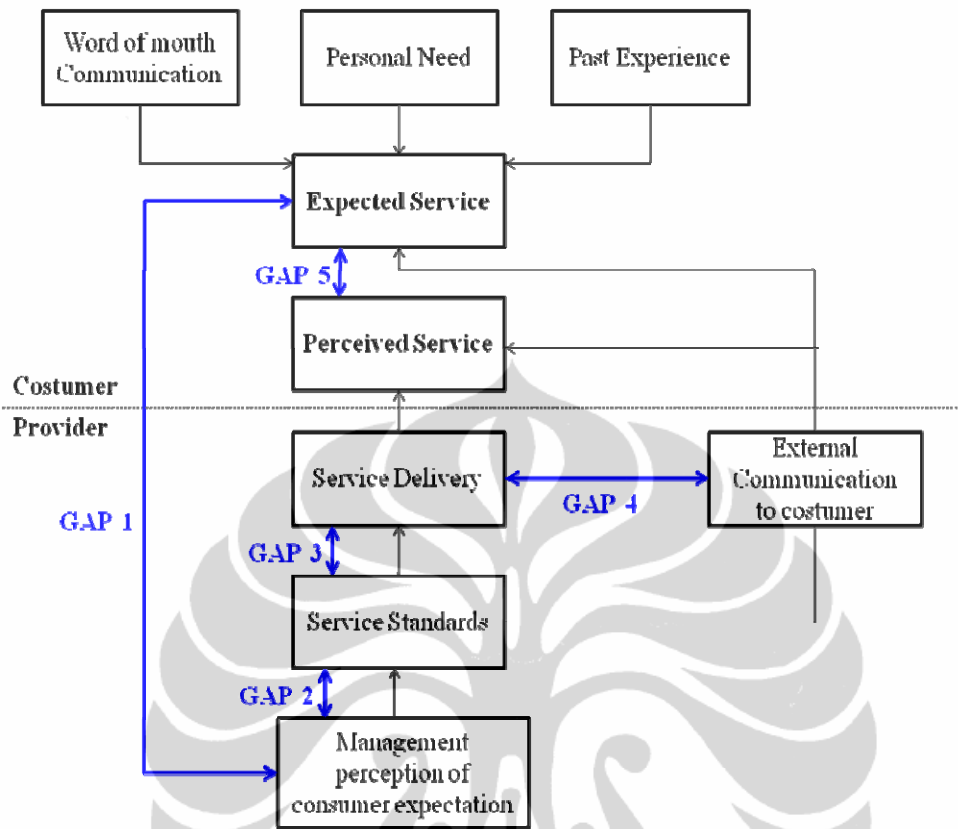 Word of mouth
Communication
Personal Need
Past Experience
Expected Service
GAP 5
Perceived Service
Costumer
Provider
Service Delivery
External
Communication
to costumer
GAP 4
GAP 1
GAP 3
Service Standards
GAP 2
Management
perception of
consumer expectation